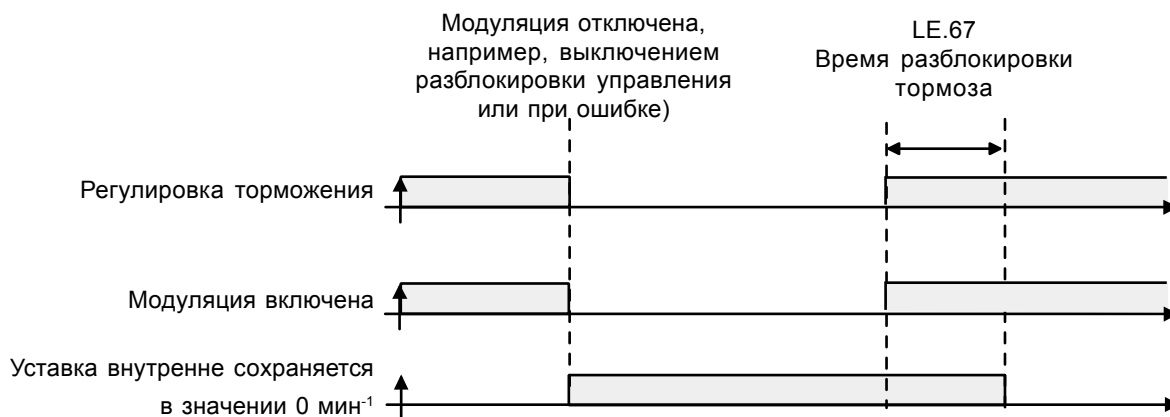 Модуляция отключена,
например, выключением
разблокировки управления
или при ошибке)
LE.67
Время разблокировки
тормоза
Регулировка торможения
Модуляция включена
Уставка внутренне сохраняется
в значении 0 мин⁻¹